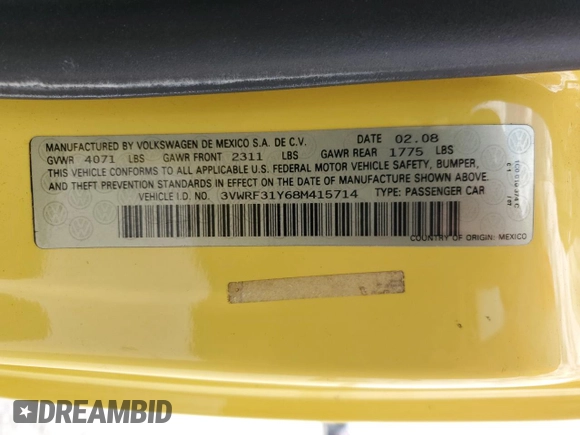 MANUFACTURED BY VOLKSWAGEN DE MEXICO S.A. DE C.V. DATE 02.08
GVWR 4071 LBS GAWR FRONT 2311 LBS GAWR REAR 1775 LBS
THIS VEHICLE CONFORMS TO ALL APPLICABLE U.S. FEDERAL MOTOR VEHICLE SAFETY, BUMPER,
AND THEFT PREVENTION STANDARDS IN EFFECT ON THE DATE OF MANUFACTURE SHOWN ABOVE.
VEHICLE I.D. NO. 3VWRF31Y68M415714 TYPE: PASSENGER CAR
COUNTRY OF ORIGIN: MEXICO
DREAMBID